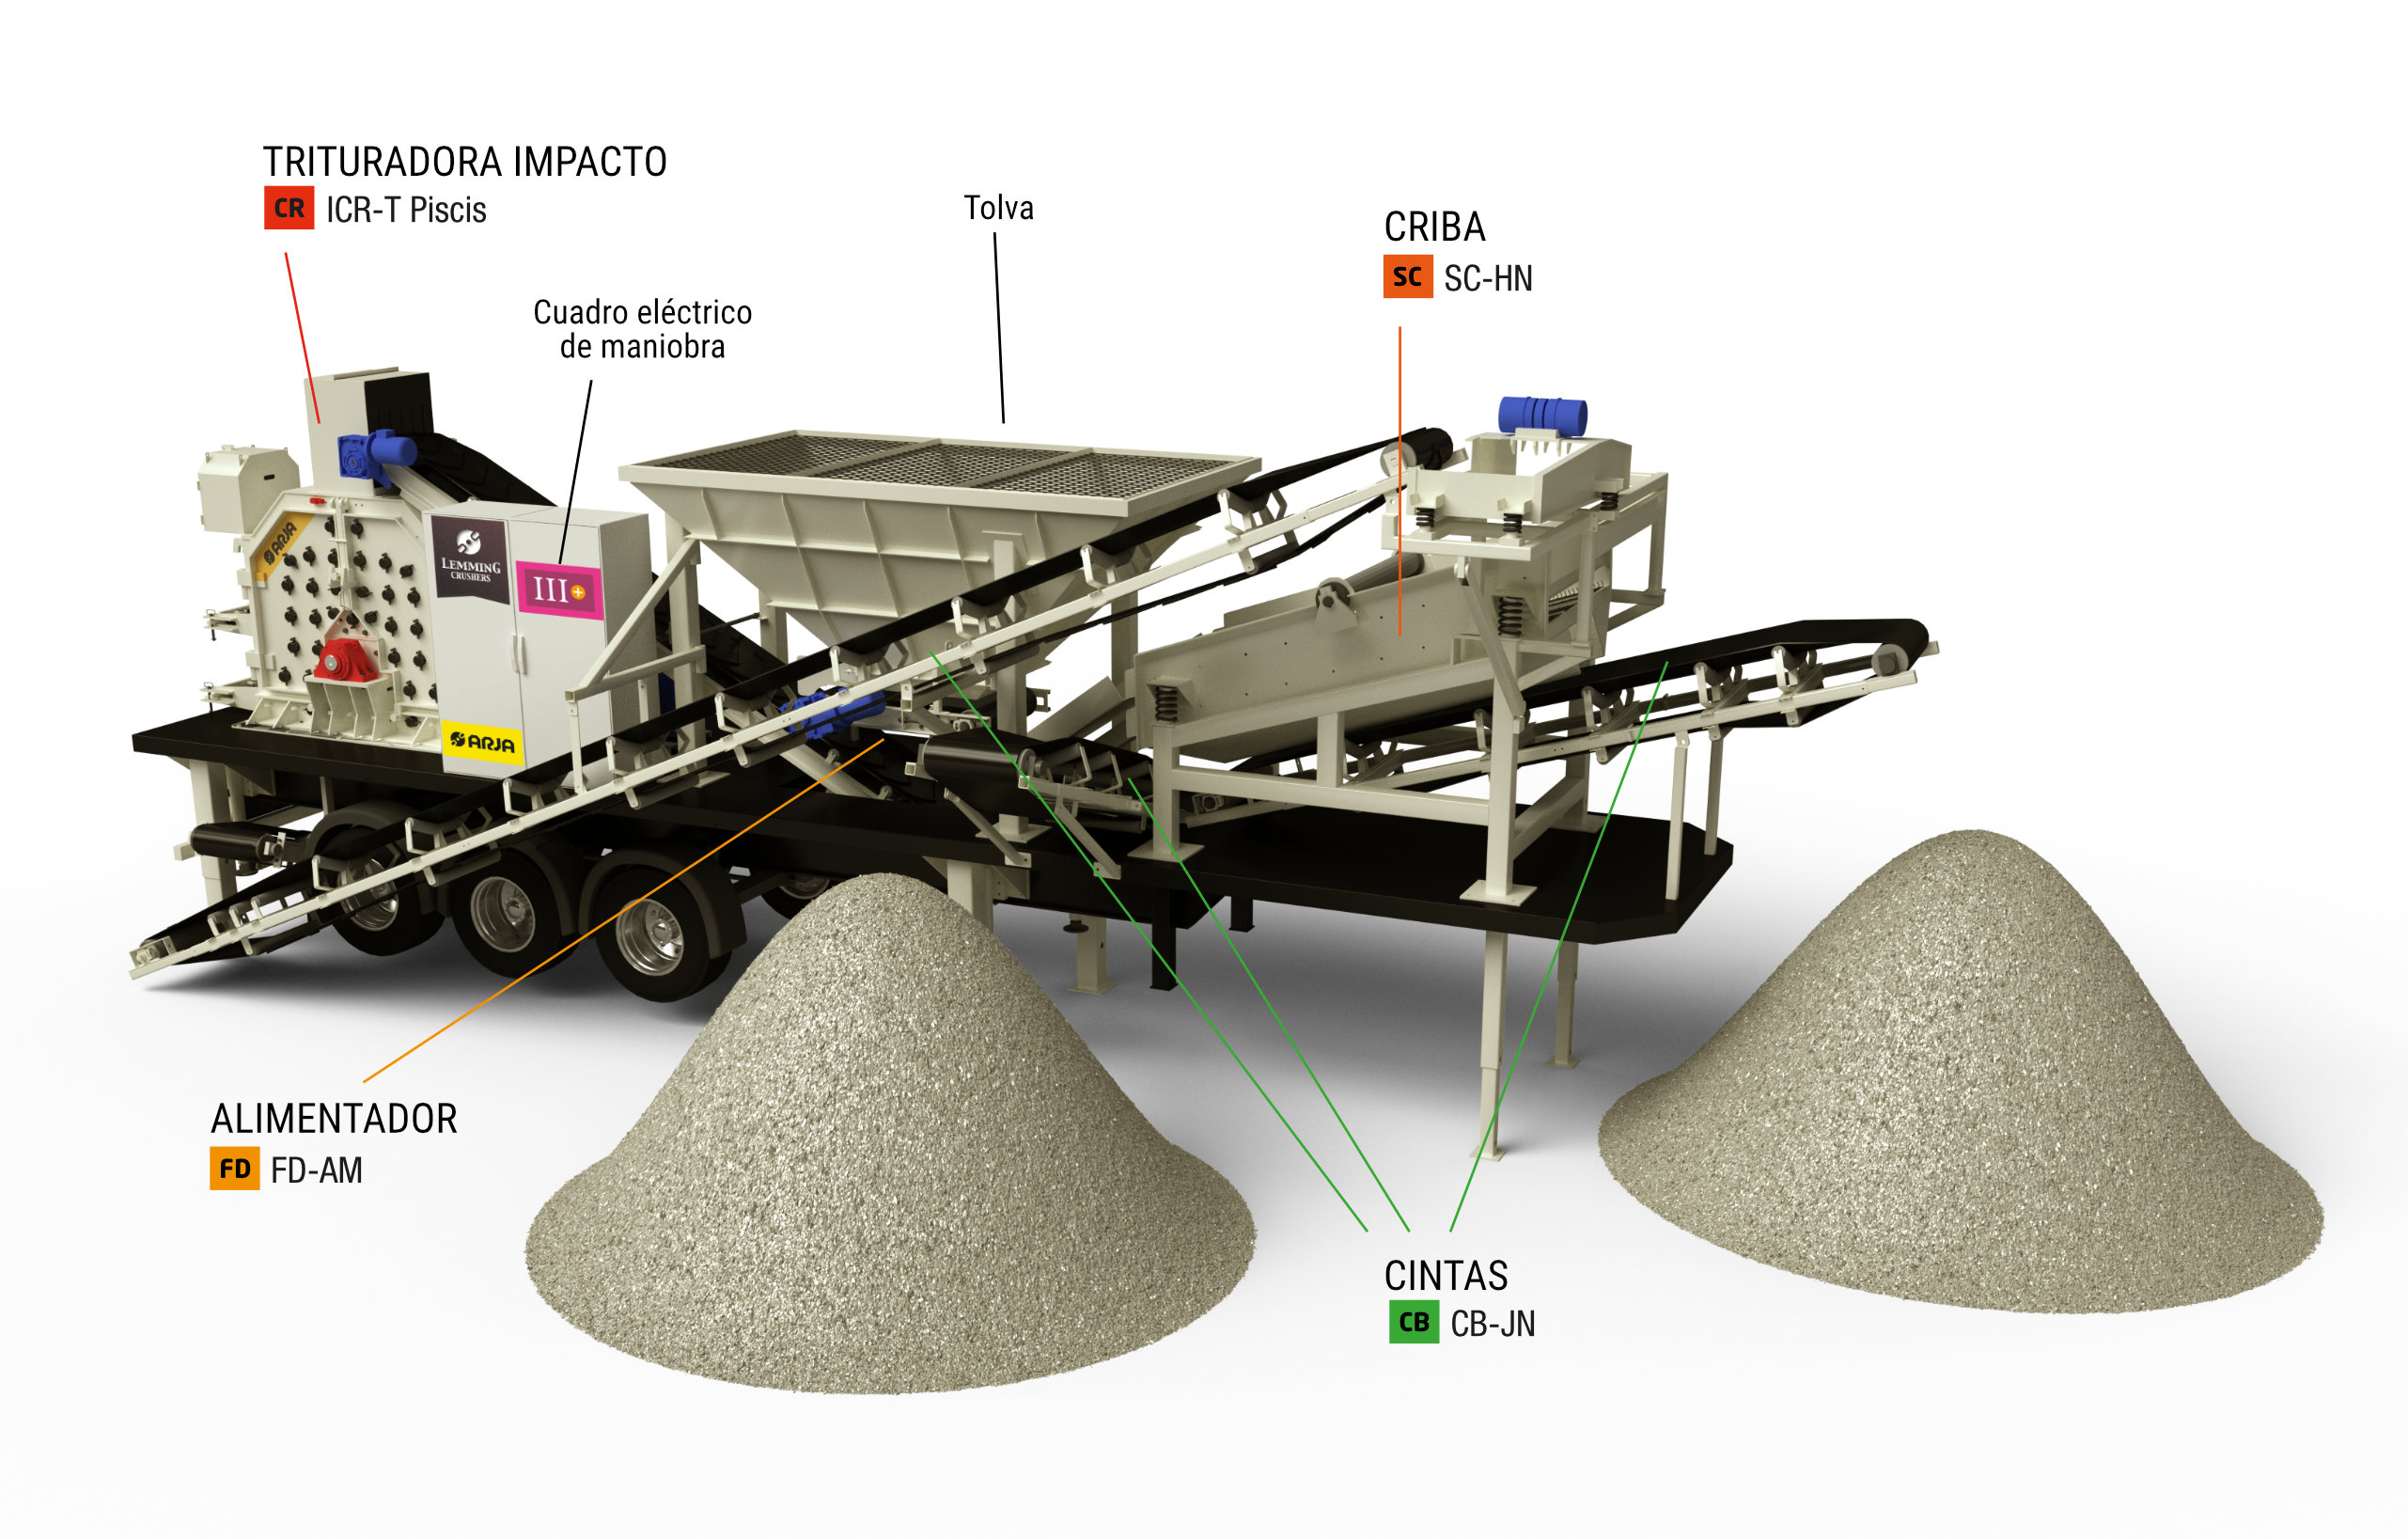 TRITURADORA IMPACTO
CR ICR-T Piscis
Tolva
CRIBA
SC SC-HN
Cuadro eléctrico
de maniobra
ARJA
LEMMING
CRUSHERS
III+
ARJA
ALIMENTADOR
FD FD-AM
CINTAS
CB CB-JN